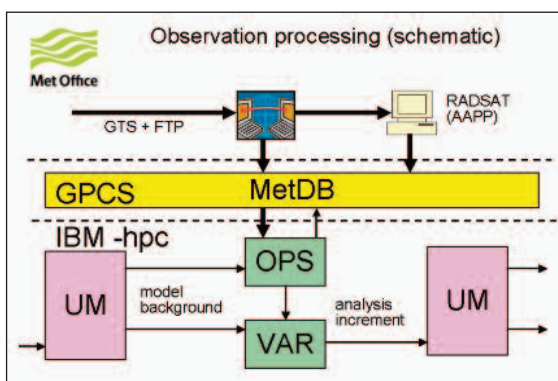 Met Office
Observation processing (schematic)
GTS + FTP
RADSAT
(AAPP)
GPCS
MetDB
IBM -hpc
UM
model
background
OPS
VAR
analysis
increment
UM